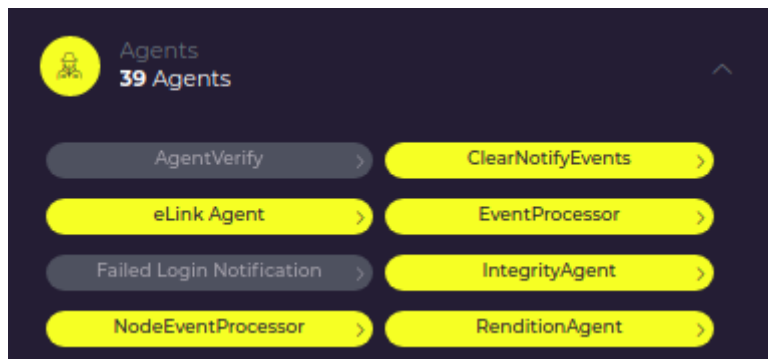 Agents
39 Agents
AgentVerify
ClearNotifyEvents
eLink Agent
EventProcessor
Failed Login Notification
IntegrityAgent
NodeEventProcessor
RenditionAgent